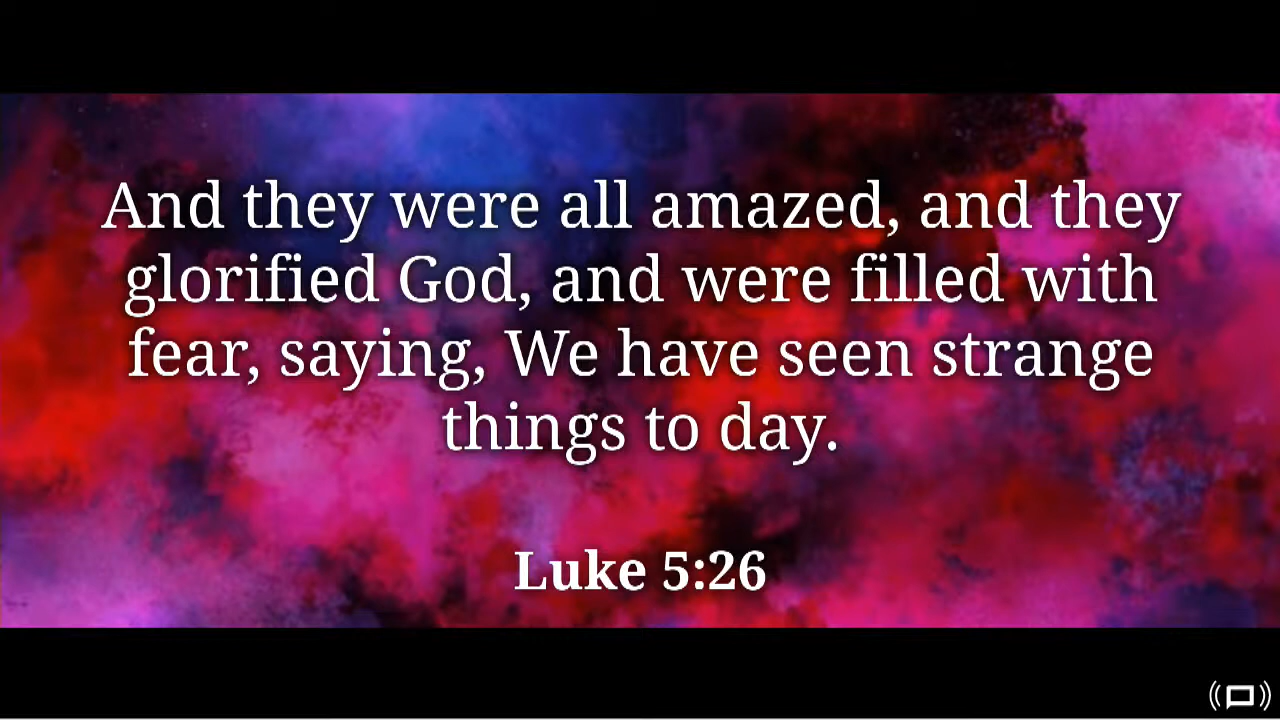 And they were all amazed, and they
glorified God, and were filled with
fear, saying, We have seen strange
things to day.
Luke 5:26